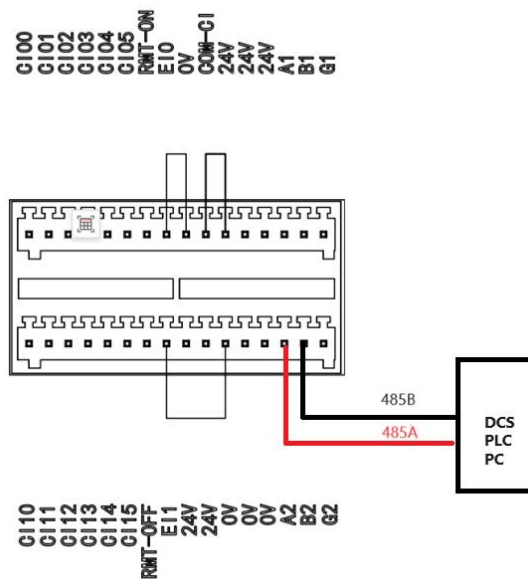 CI00
CI01
CI02
CI03
CI04
CI05
RMT-ON
EI0
0V
COM-CI
24V
24V
24V
A1
B1
G1
485B
485A
DCS
PLC
PC
CI10
CI11
CI12
CI13
CI14
CI15
RMT-OFF
EI1
24V
24V
0V
0V
0V
A2
B2
G2